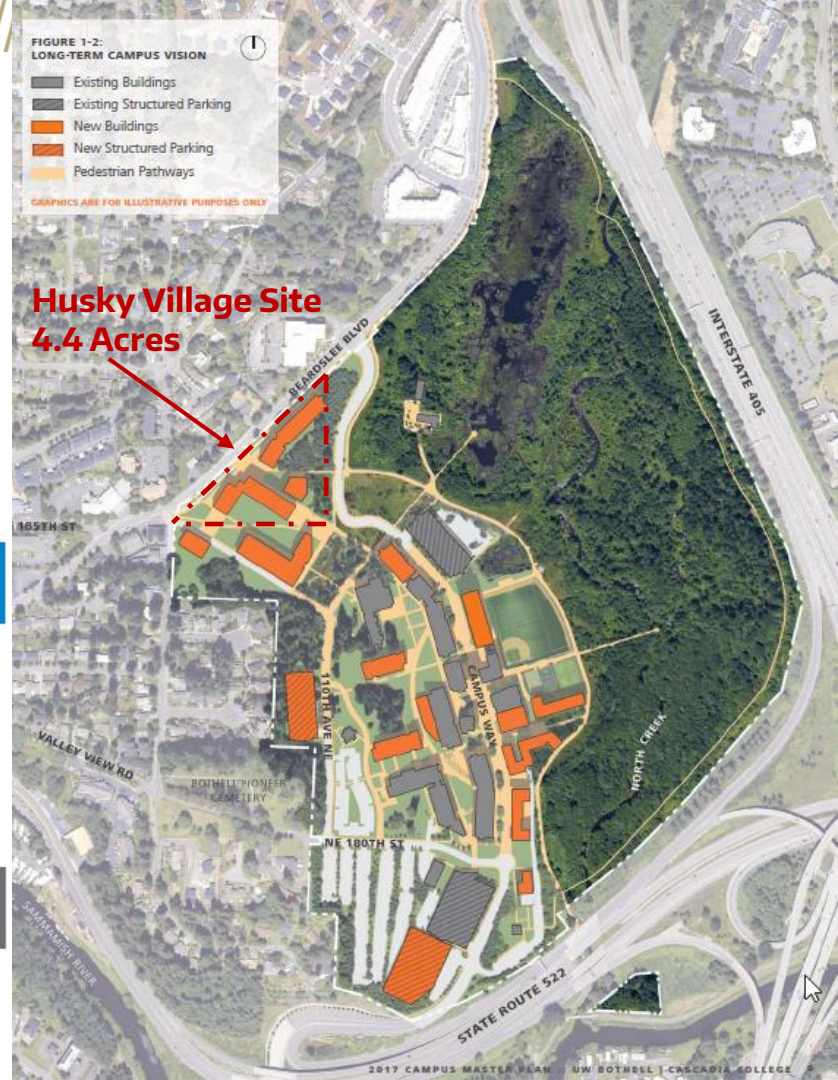 FIGURE 1-2:
LONG-TERM CAMPUS VISION
Existing Buildings
Existing Structured Parking
New Buildings
New Structured Parking
Pedestrian Pathways
GRAPHICS ARE FOR ILLUSTRATIVE PURPOSES ONLY
Husky Village Site
4.4 Acres
BEARDSLEE BLVD
INTERSTATE 405
185TH ST
CAMPUS WAY
110TH AVE NE
NORTH CREEK
VALLEY VIEW RD
BOTHELL PIONEER
CEMETERY
NE 180TH ST
SAMMAMISH RIVER
STATE ROUTE 522
2017 CAMPUS MASTER PLAN :: UW BOTHELL | CASCADIA COLLEGE